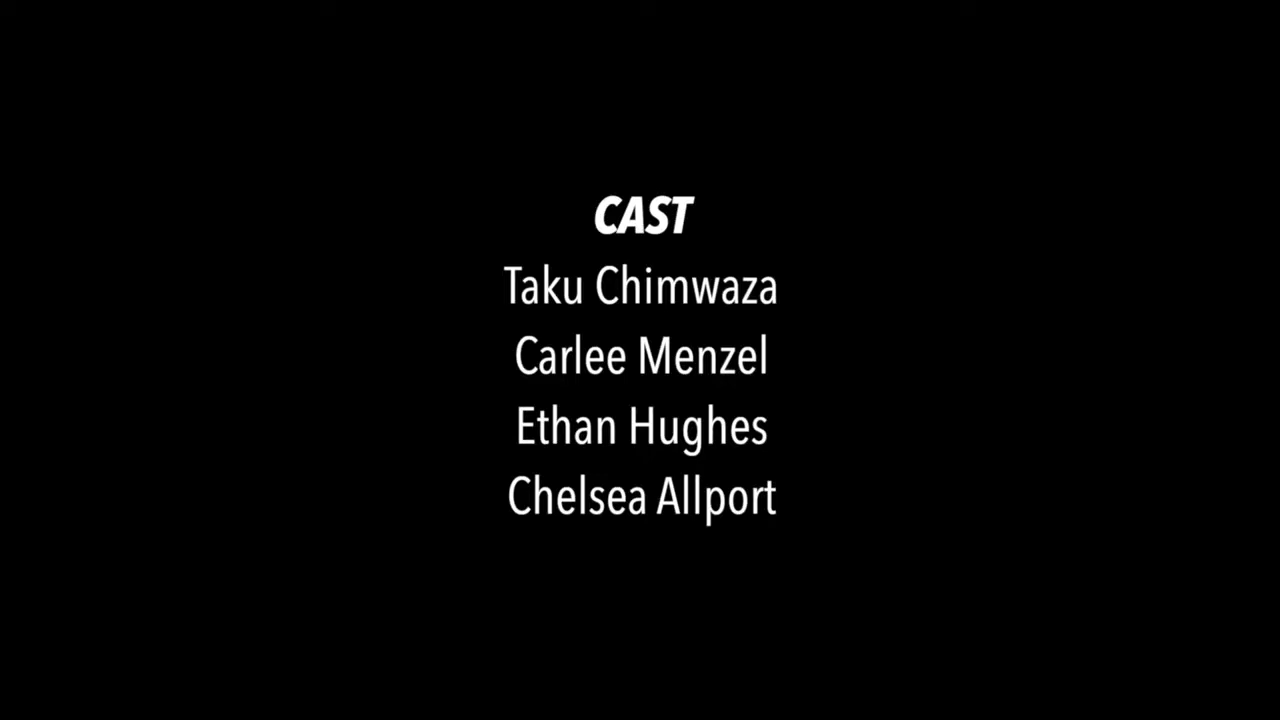 CAST
Taku Chimwaza
Carlee Menzel
Ethan Hughes
Chelsea Allport